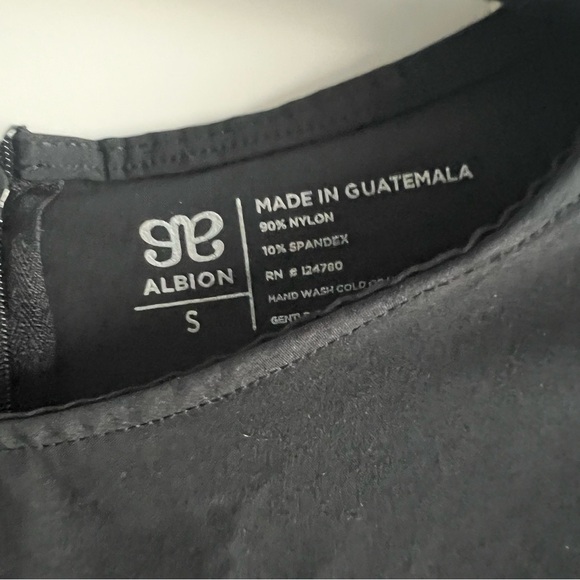 ALBION
S
MADE IN GUATEMALA
90% NYLON
10% SPANDEX
RN # 124780
HAND WASH COLD